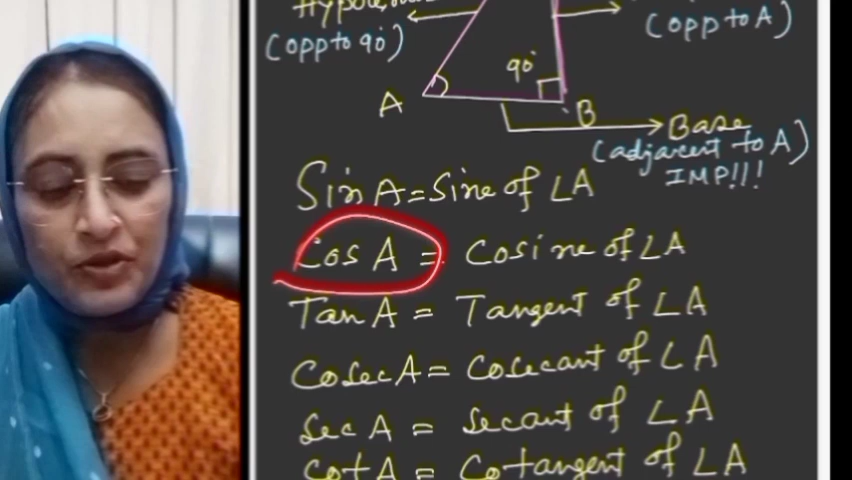 (opp to 90°)
(opp to A)
90°
A
B
Base
(adjacent to A)
IMP!!!
Sin A = Sine of ∠A
Cos A = Cosine of ∠A
Tan A = Tangent of ∠A
Cosec A = Cosecant of ∠A
Sec A = Secant of ∠A
Cot A = Cotangent of ∠A